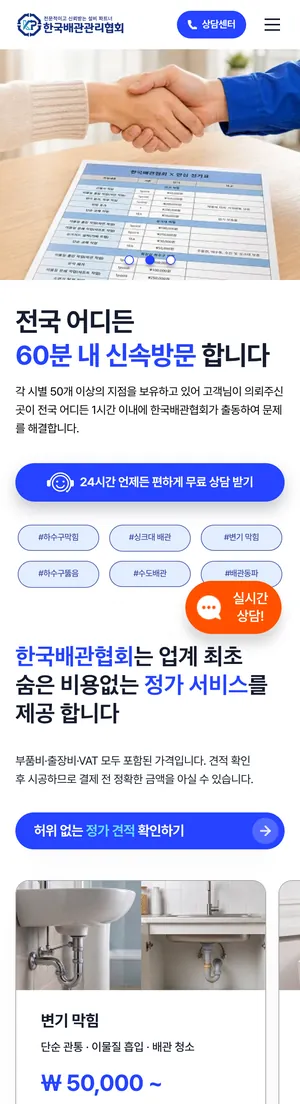 전문적이고 신뢰받는 설비 파트너
한국배관관리협회
상담센터
한국배관협회 X 만집 정가표
전국 어디든
60분 내 신속방문 합니다
각 시별 50개 이상의 지점을 보유하고 있어 고객님이 의뢰주신
곳이 전국 어디든 1시간 이내에 한국배관협회가 출동하여 문제
를 해결합니다.
24시간 언제든 편하게 무료 상담 받기
#하수구막힘
#싱크대 배관
#변기 막힘
#하수구뚫음
#수도배관
#배관동파
실시간
상담!
한국배관협회는 업계 최초
숨은 비용없는 정가 서비스를
제공 합니다
부품비·출장비·VAT 모두 포함된 가격입니다. 견적 확인
후 시공하므로 결제 전 정확한 금액을 아실 수 있습니다.
허위 없는 정가 견적 확인하기
변기 막힘
단순 관통 · 이물질 흡입 · 배관 청소
₩ 50,000 ~